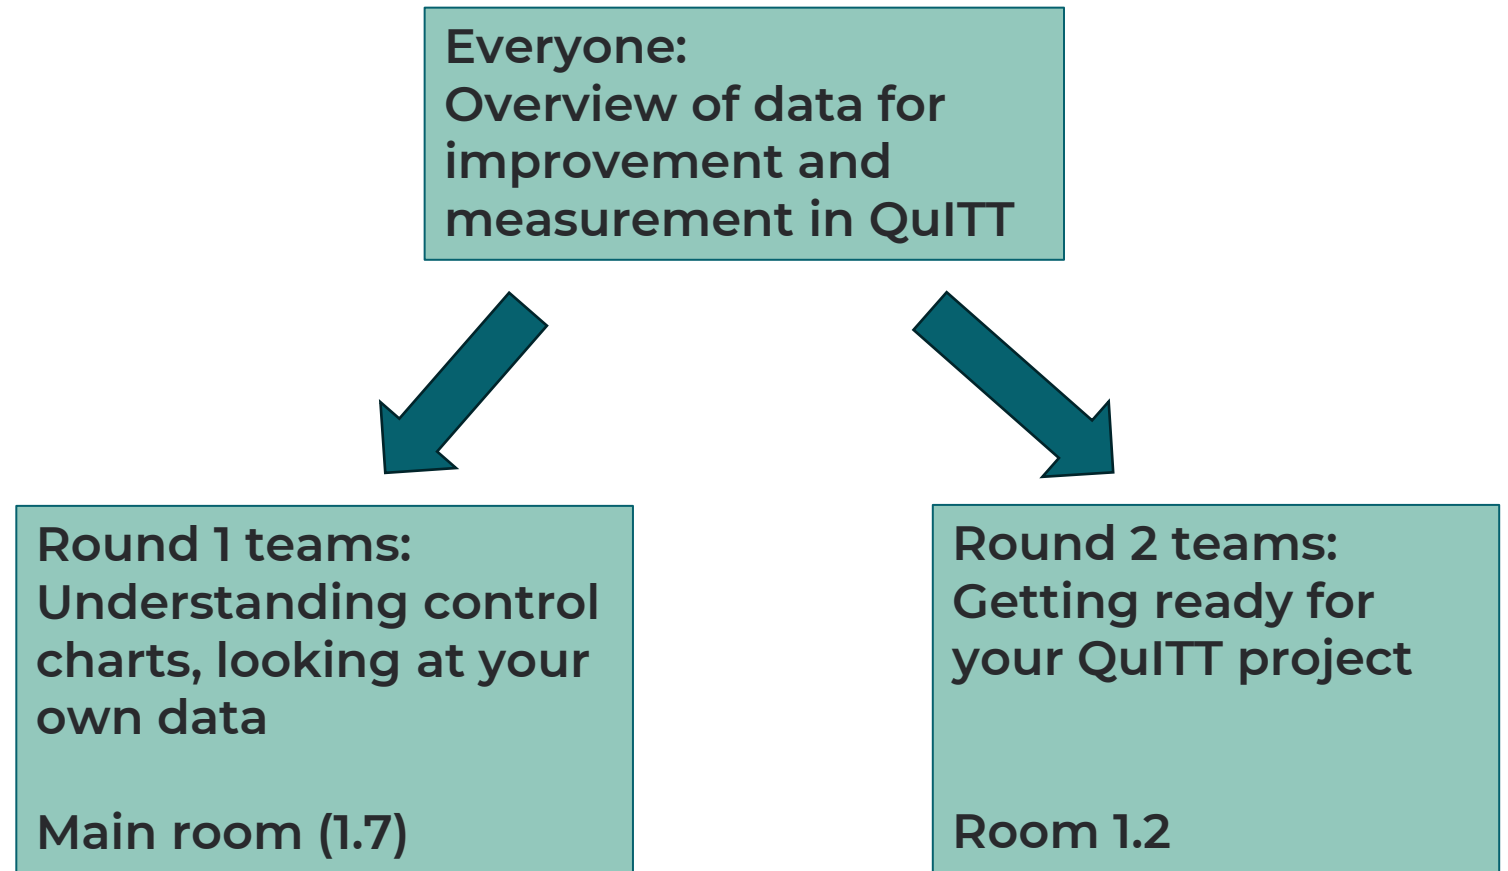 Everyone:
Overview of data for
improvement and
measurement in QuITT
Round 1 teams:
Understanding control
charts, looking at your
own data
Main room (1.7)
Round 2 teams:
Getting ready for
your QuITT project
Room 1.2